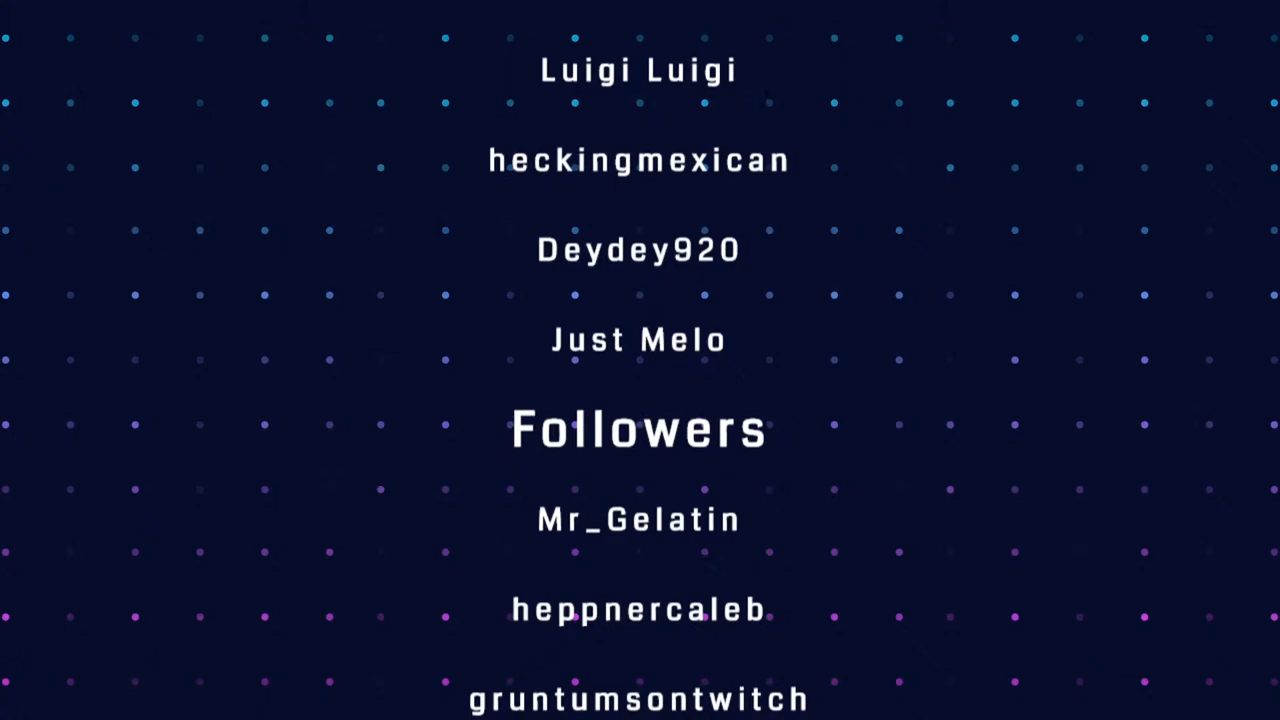 Luigi Luigi
heckingmexican
Deydey920
Just Melo
Followers
Mr_Gelatin
heppnercaleb
gruntumsontwitch